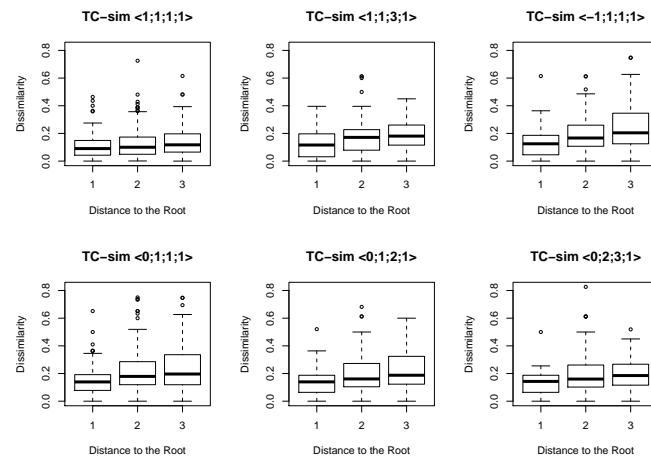 TC−sim <1;1;1;1>
Dissimilarity
0.0 0.2 0.4 0.6 0.8
1 2 3
Distance to the Root
TC−sim <1;1;3;1>
Dissimilarity
0.0 0.2 0.4 0.6 0.8
1 2 3
Distance to the Root
TC−sim <−1;1;1;1>
Dissimilarity
0.0 0.2 0.4 0.6 0.8
1 2 3
Distance to the Root
TC−sim <0;1;1;1>
Dissimilarity
0.0 0.2 0.4 0.6 0.8
1 2 3
Distance to the Root
TC−sim <0;1;2;1>
Dissimilarity
0.0 0.2 0.4 0.6 0.8
1 2 3
Distance to the Root
TC−sim <0;2;3;1>
Dissimilarity
0.0 0.2 0.4 0.6 0.8
1 2 3
Distance to the Root